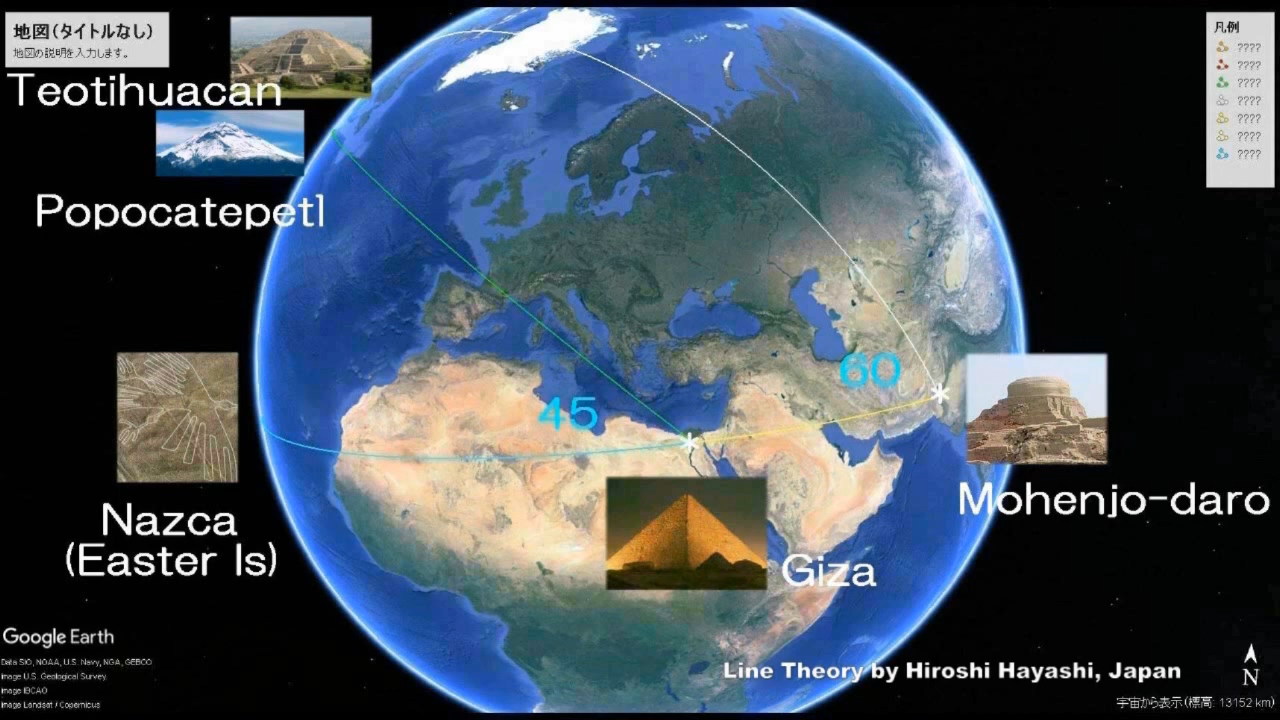 地図(タイトルなし)
地図の説明を入力します。
凡例
????
????
????
????
????
????
????
Teotihuacan
Popocatepetl
60
45
Nazca
(Easter Is)
Mohenjo-daro
Giza
Google Earth
Data SIO, NOAA, U.S. Navy, NGA, GEBCO
Image U.S. Geological Survey
Image IBCAO
Image Landsat / Copernicus
Line Theory by Hiroshi Hayashi, Japan
N
宇宙から表示(標高: 13152 km)